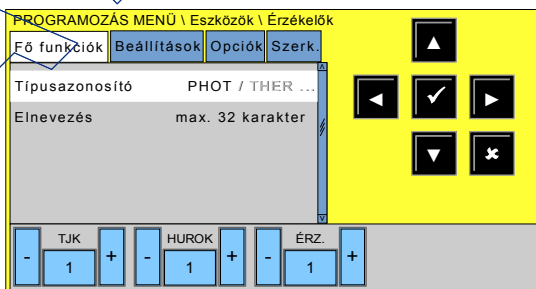 PROGRAMOZÁS MENÜ \ Eszközök \ Érzékelők
Fő funkciók Beállítások Opciók Szerk.
Típusazonosító PHOT / THER ...
Elnevezés max. 32 karakter
TJK HUROK ÉRZ.
- 1 + - 1 + - 1 +